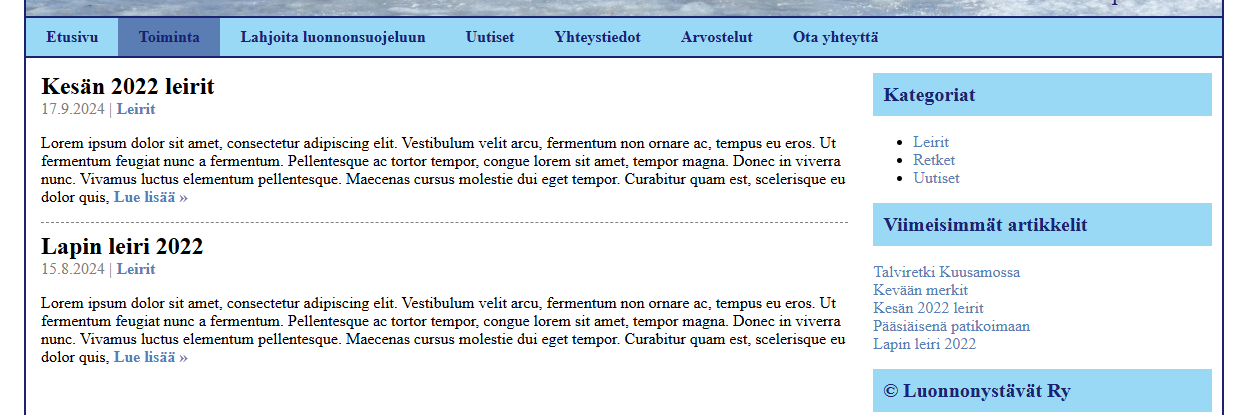 Etusivu Toiminta Lahjoita luonnonsuojeluun Uutiset Yhteystiedot Arvostelut Ota yhteyttä
Kesän 2022 leirit
17.9.2024 | Leirit
Lorem ipsum dolor sit amet, consectetur adipiscing elit. Vestibulum velit arcu, fermentum non ornare ac, tempus eu eros. Ut
fermentum feugiat nunc a fermentum. Pellentesque ac tortor tempor, congue lorem sit amet, tempor magna. Donec in viverra
nunc. Vivamus luctus elementum pellentesque. Maecenas cursus molestie dui eget tempor. Curabitur quam est, scelerisque eu
dolor quis, Lue lisää »
Lapin leiri 2022
15.8.2024 | Leirit
Lorem ipsum dolor sit amet, consectetur adipiscing elit. Vestibulum velit arcu, fermentum non ornare ac, tempus eu eros. Ut
fermentum feugiat nunc a fermentum. Pellentesque ac tortor tempor, congue lorem sit amet, tempor magna. Donec in viverra
nunc. Vivamus luctus elementum pellentesque. Maecenas cursus molestie dui eget tempor. Curabitur quam est, scelerisque eu
dolor quis, Lue lisää »
Kategoriat
Leirit
Retket
Uutiset
Viimeisimmät artikkelit
Talviretki Kuusamossa
Kevään merkit
Kesän 2022 leirit
Pääsiäisenä patikoimaan
Lapin leiri 2022
© Luonnonystävät Ry